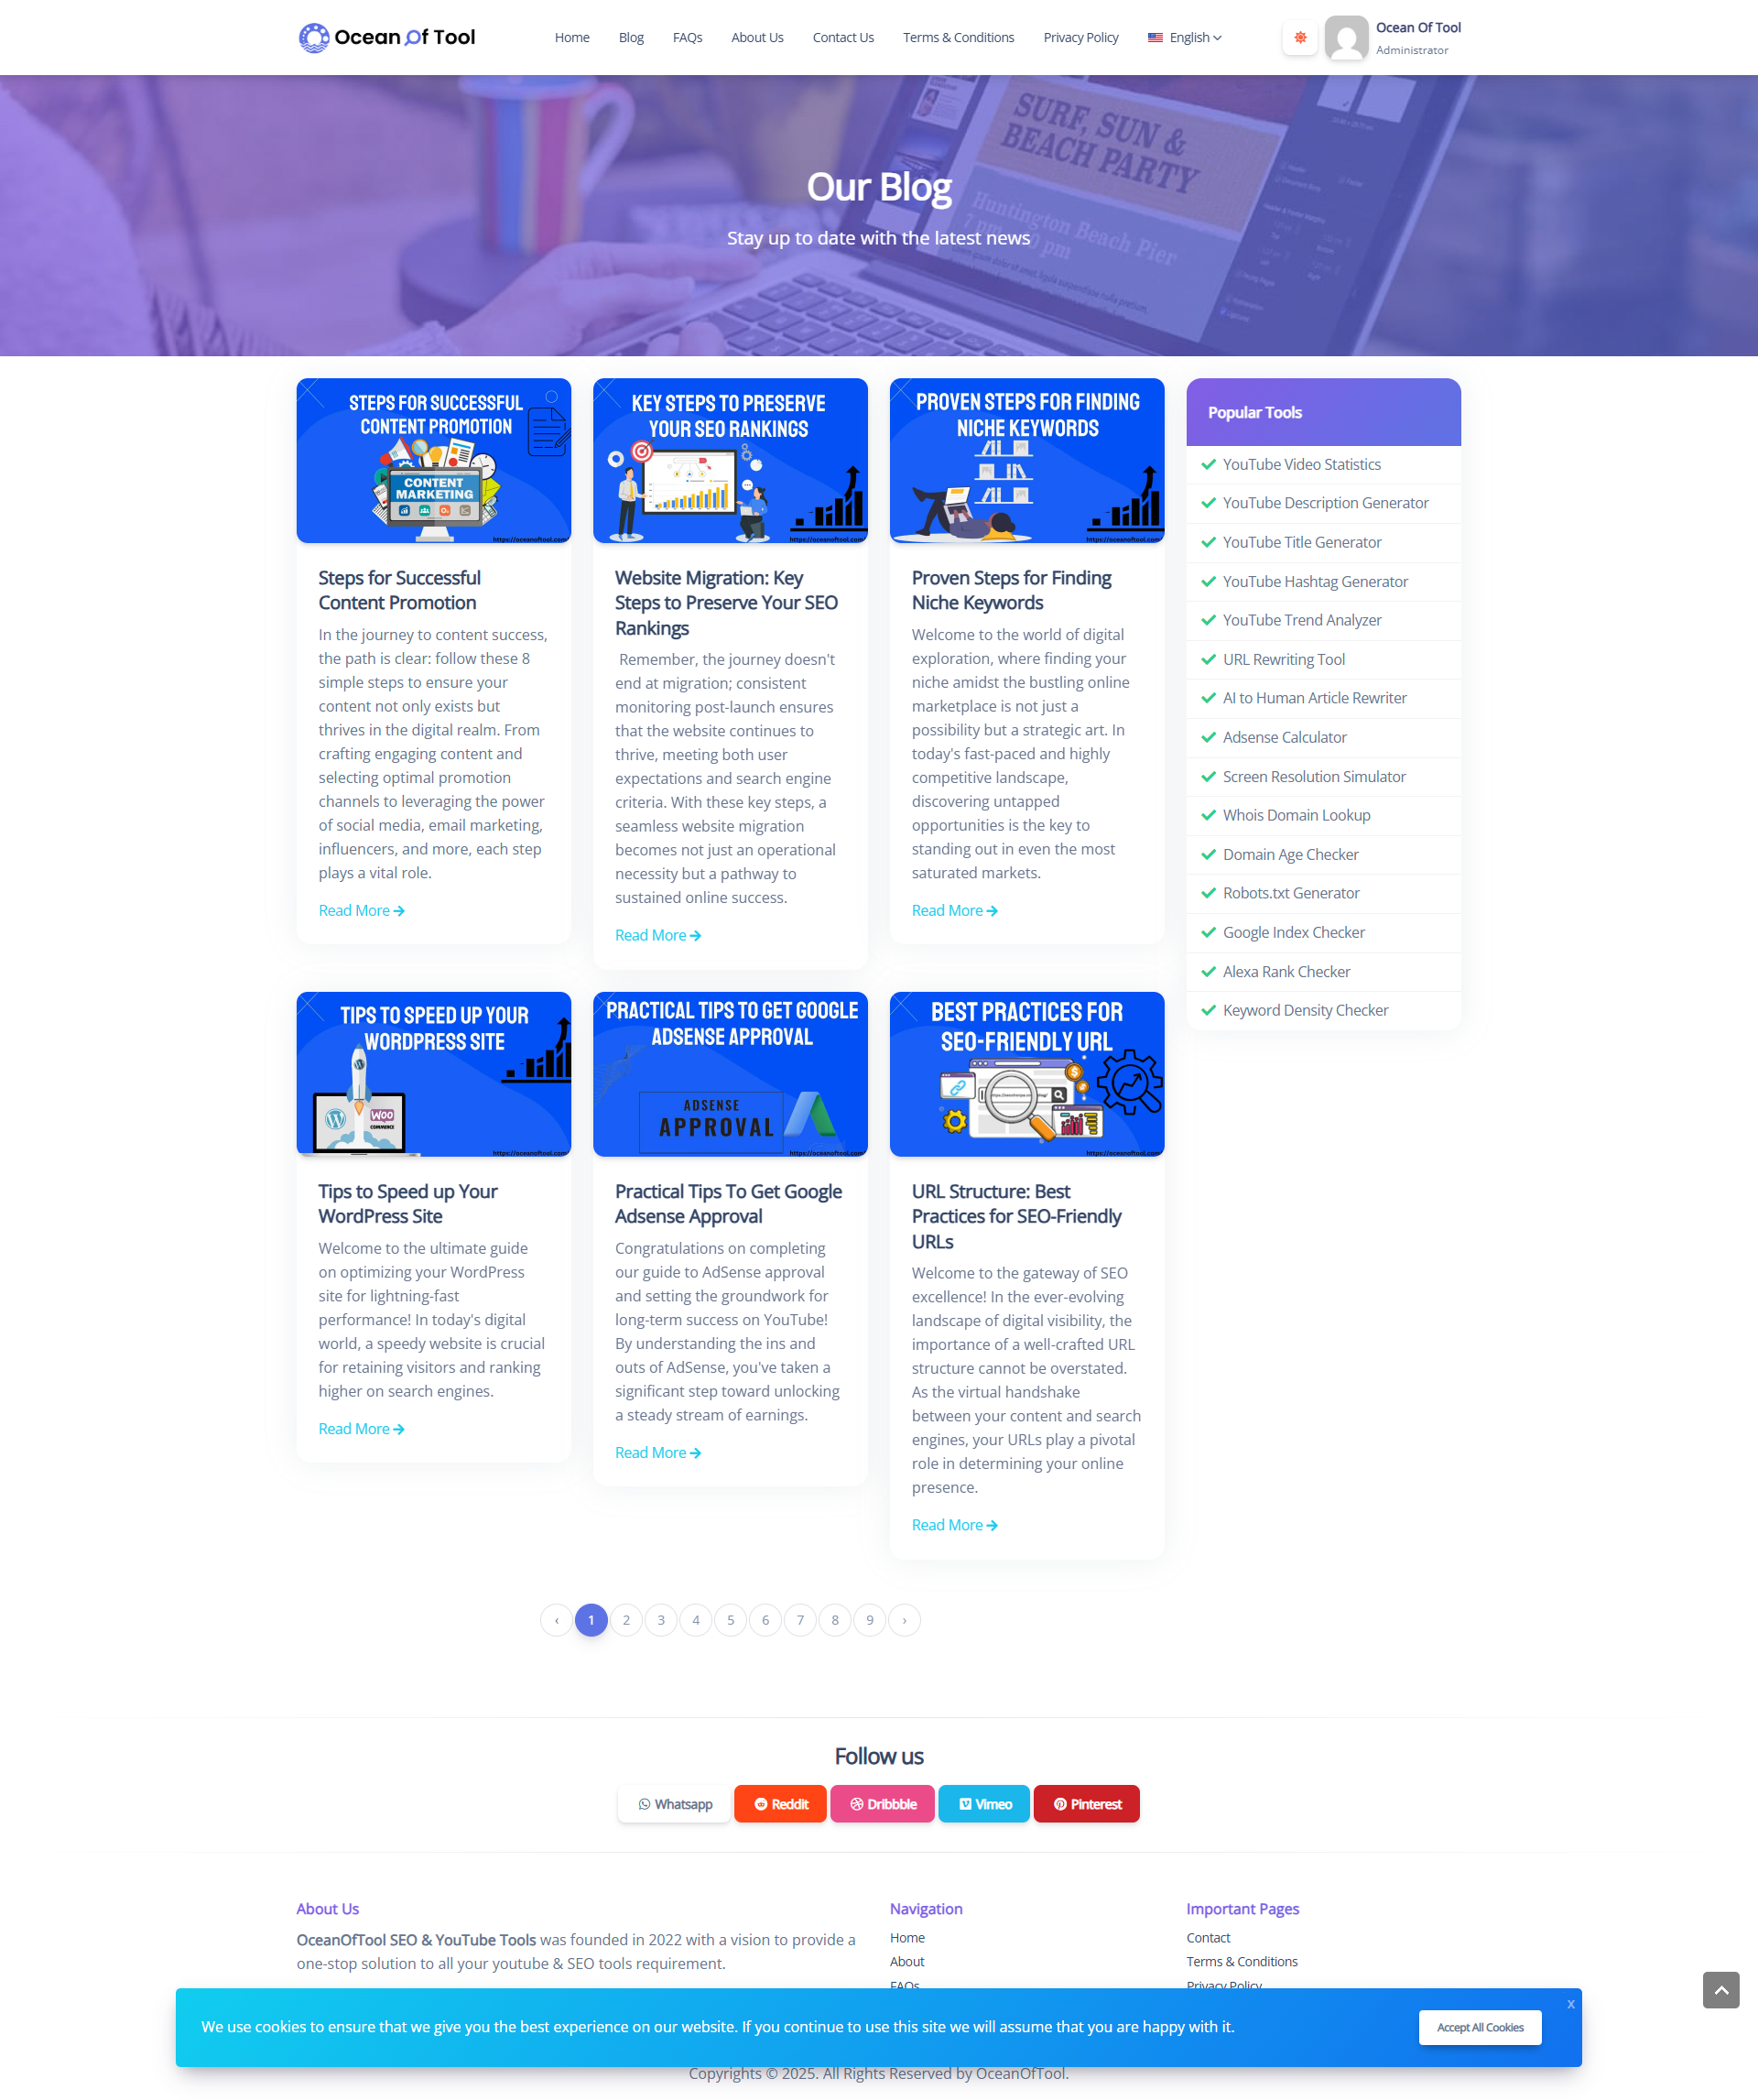 Ocean Of Tool
Home
Blog
FAQs
About Us
Contact Us
Terms & Conditions
Privacy Policy
English
Ocean Of Tool
Administrator
SURF, SUN &
BEACH PARTY
Huntington Beach Pier
Our Blog
Stay up to date with the latest news
STEPS FOR SUCCESSFUL
CONTENT PROMOTION
CONTENT
MARKETING
https://oceanoftool.com
Steps for Successful
Content Promotion
In the journey to content success,
the path is clear: follow these 8
simple steps to ensure your
content not only exists but
thrives in the digital realm. From
crafting engaging content and
selecting optimal promotion
channels to leveraging the power
of social media, email marketing,
influencers, and more, each step
plays a vital role.
Read More
KEY STEPS TO PRESERVE
YOUR SEO RANKINGS
https://oceanoftool.com
Website Migration: Key
Steps to Preserve Your SEO
Rankings
Remember, the journey doesn't
end at migration; consistent
monitoring post-launch ensures
that the website continues to
thrive, meeting both user
expectations and search engine
criteria. With these key steps, a
seamless website migration
becomes not just an operational
necessity but a pathway to
sustained online success.
Read More
PROVEN STEPS FOR FINDING
NICHE KEYWORDS
https://oceanoftool.com
Proven Steps for Finding
Niche Keywords
Welcome to the world of digital
exploration, where finding your
niche amidst the bustling online
marketplace is not just a
possibility but a strategic art. In
today's fast-paced and highly
competitive landscape,
discovering untapped
opportunities is the key to
standing out in even the most
saturated markets.
Read More
Popular Tools
YouTube Video Statistics
YouTube Description Generator
YouTube Title Generator
YouTube Hashtag Generator
YouTube Trend Analyzer
URL Rewriting Tool
AI to Human Article Rewriter
Adsense Calculator
Screen Resolution Simulator
Whois Domain Lookup
Domain Age Checker
Robots.txt Generator
Google Index Checker
Alexa Rank Checker
Keyword Density Checker
TIPS TO SPEED UP YOUR
WORDPRESS SITE
WOO
COMMERCE
https://oceanoftool.com
Tips to Speed up Your
WordPress Site
Welcome to the ultimate guide
on optimizing your WordPress
site for lightning-fast
performance! In today's digital
world, a speedy website is crucial
for retaining visitors and ranking
higher on search engines.
Read More
PRACTICAL TIPS TO GET GOOGLE
ADSENSE APPROVAL
ADSENSE
APPROVAL
https://oceanoftool.com
Practical Tips To Get Google
Adsense Approval
Congratulations on completing
our guide to AdSense approval
and setting the groundwork for
long-term success on YouTube!
By understanding the ins and
outs of AdSense, you've taken a
significant step toward unlocking
a steady stream of earnings.
Read More
BEST PRACTICES FOR
SEO-FRIENDLY URL
https://oceanoftool.com
URL Structure: Best
Practices for SEO-Friendly
URLs
Welcome to the gateway of SEO
excellence! In the ever-evolving
landscape of digital visibility, the
importance of a well-crafted URL
structure cannot be overstated.
As the virtual handshake
between your content and search
engines, your URLs play a pivotal
role in determining your online
presence.
Read More
‹ 1 2 3 4 5 6 7 8 9 ›
Follow us
Whatsapp
Reddit
Dribbble
Vimeo
Pinterest
About Us
OceanOfTool SEO & YouTube Tools was founded in 2022 with a vision to provide a
one-stop solution to all your youtube & SEO tools requirement.
Navigation
Home
About
FAQs
Important Pages
Contact
Terms & Conditions
Privacy Policy
We use cookies to ensure that we give you the best experience on our website. If you continue to use this site we will assume that you are happy with it.
Accept All Cookies
x
Copyrights © 2025. All Rights Reserved by OceanOfTool.